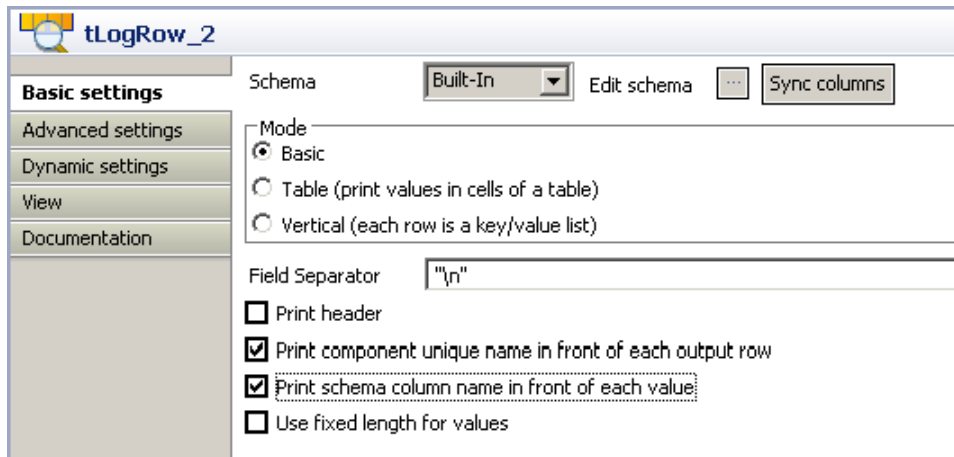 tLogRow_2
Basic settings
Advanced settings
Dynamic settings
View
Documentation
Schema Built-In Edit schema ... Sync columns
Mode
Basic
Table (print values in cells of a table)
Vertical (each row is a key/value list)
Field Separator "\n"
Print header
Print component unique name in front of each output row
Print schema column name in front of each value
Use fixed length for values